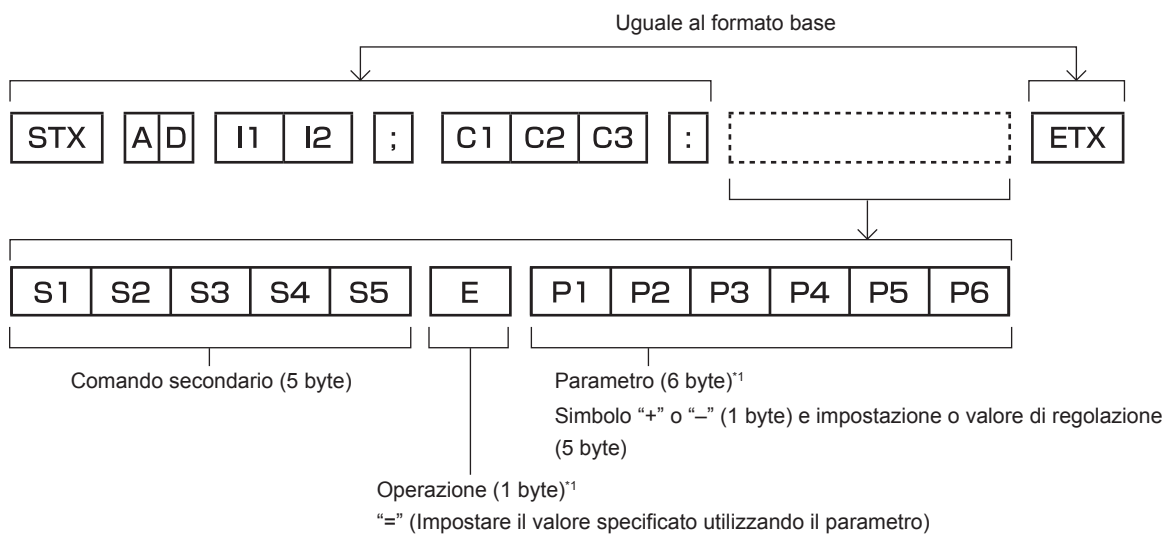 Uguale al formato base
STX A D I1 I2 ; C1 C2 C3 : ETX
S1 S2 S3 S4 S5 E P1 P2 P3 P4 P5 P6
Comando secondario (5 byte)
Parametro (6 byte)*1
Simbolo “+” o “–” (1 byte) e impostazione o valore di regolazione
(5 byte)
Operazione (1 byte)*1
“=” (Impostare il valore specificato utilizzando il parametro)